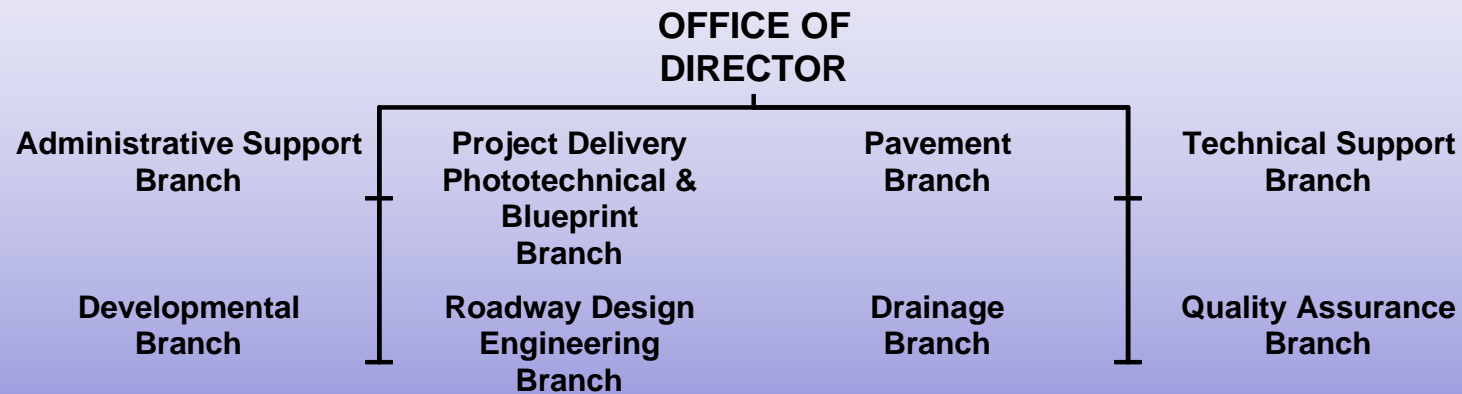 OFFICE OF
DIRECTOR
Administrative Support
Branch
Project Delivery
Phototechnical &
Blueprint
Branch
Pavement
Branch
Technical Support
Branch
Developmental
Branch
Roadway Design
Engineering
Branch
Drainage
Branch
Quality Assurance
Branch